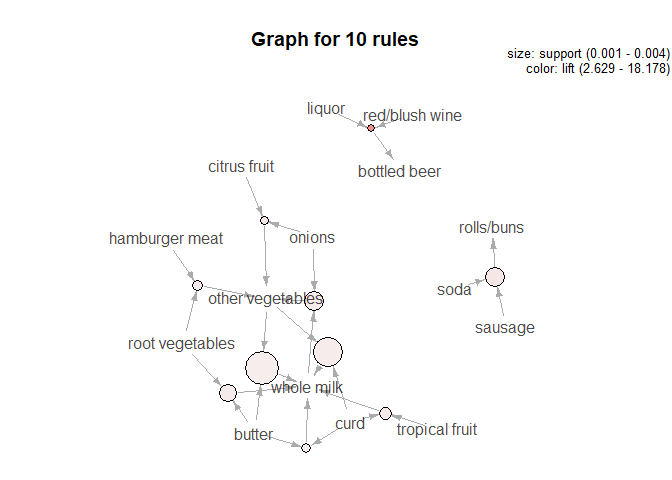 Graph for 10 rules
size: support (0.001 - 0.004)
color: lift (2.629 - 18.178)
liquor
red/blush wine
citrus fruit
bottled beer
hamburger meat
onions
rolls/buns
other vegetables
soda
sausage
root vegetables
whole milk
butter
curd
tropical fruit